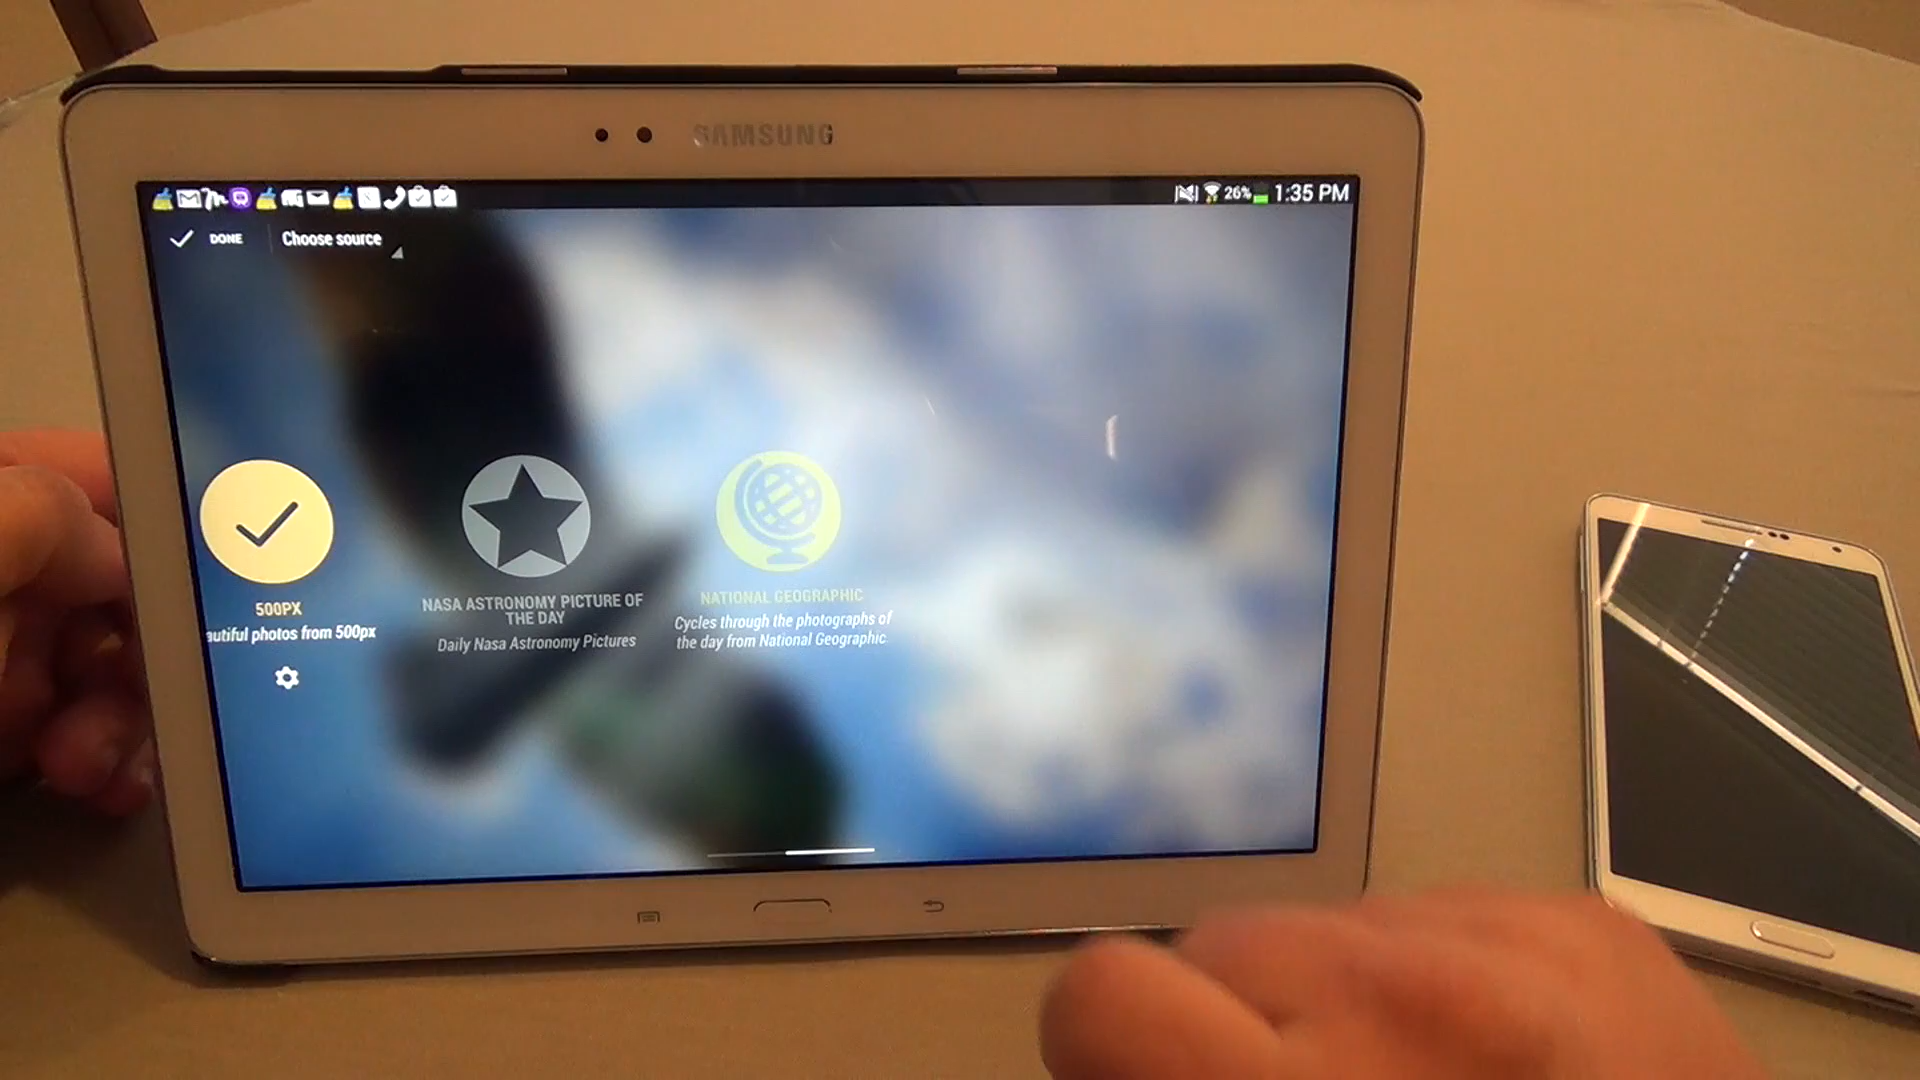 SAMSUNG
26% 1:35 PM
DONE Choose source
500PX
autiful photos from 500px
NASA ASTRONOMY PICTURE OF
THE DAY
Daily Nasa Astronomy Pictures
NATIONAL GEOGRAPHIC
Cycles through the photographs of
the day from National Geographic